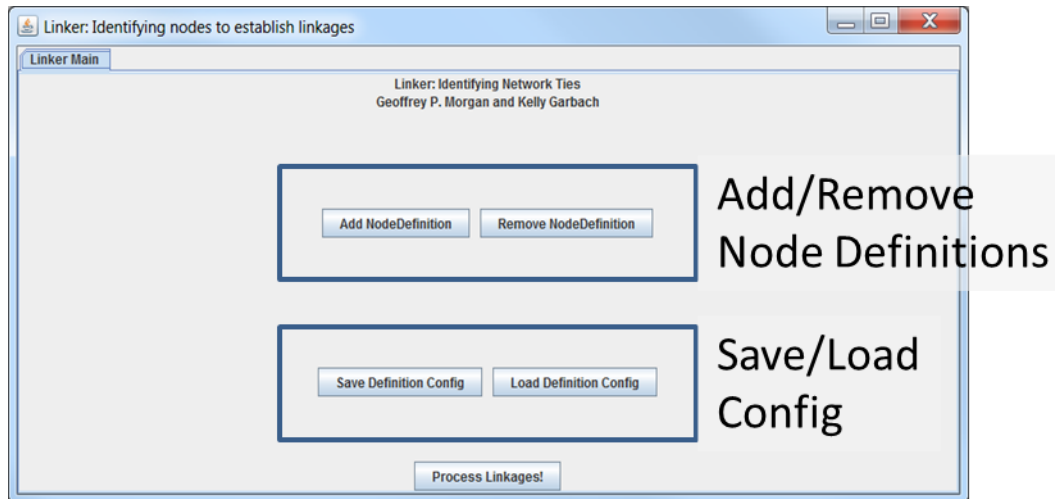 Linker: Identifying nodes to establish linkages
Linker Main
Linker: Identifying Network Ties
Geoffrey P. Morgan and Kelly Garbach
Add NodeDefinition Remove NodeDefinition
Add/Remove
Node Definitions
Save Definition Config Load Definition Config
Save/Load
Config
Process Linkages!